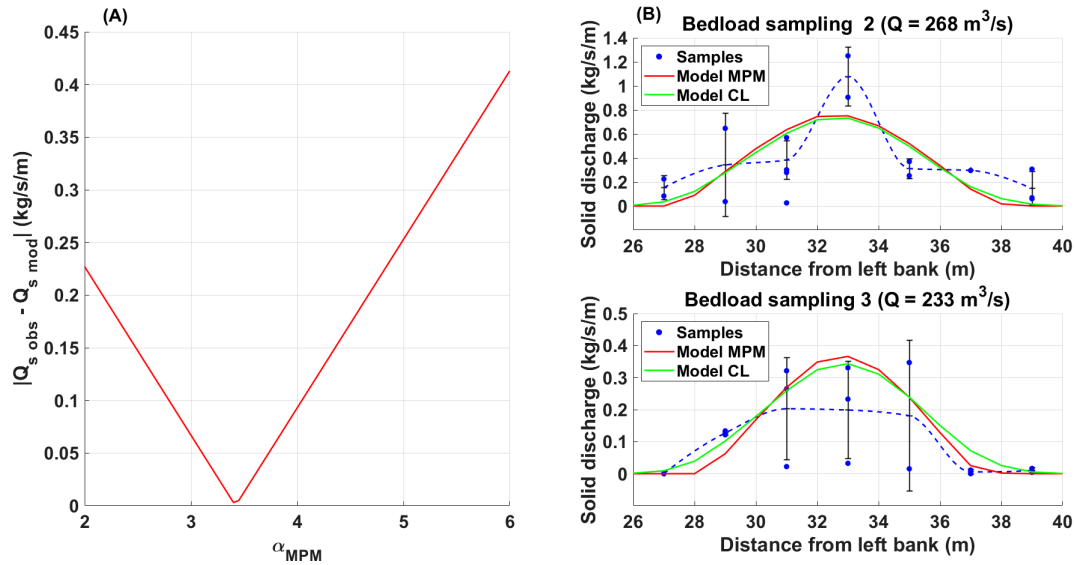 (A)
0.45
0.4
0.35
0.3
0.25
0.2
0.15
0.1
0.05
0
2
3
4
5
6
|Q_s obs - Q_s mod| (kg/s/m)
α_MPM
(B)
Bedload sampling 2 (Q = 268 m³/s)
Samples
Model MPM
Model CL
1.4
1.2
1
0.8
0.6
0.4
0.2
0
26
28
30
32
34
36
38
40
Solid discharge (kg/s/m)
Distance from left bank (m)
Bedload sampling 3 (Q = 233 m³/s)
Samples
Model MPM
Model CL
0.5
0.4
0.3
0.2
0.1
0
26
28
30
32
34
36
38
40
Solid discharge (kg/s/m)
Distance from left bank (m)